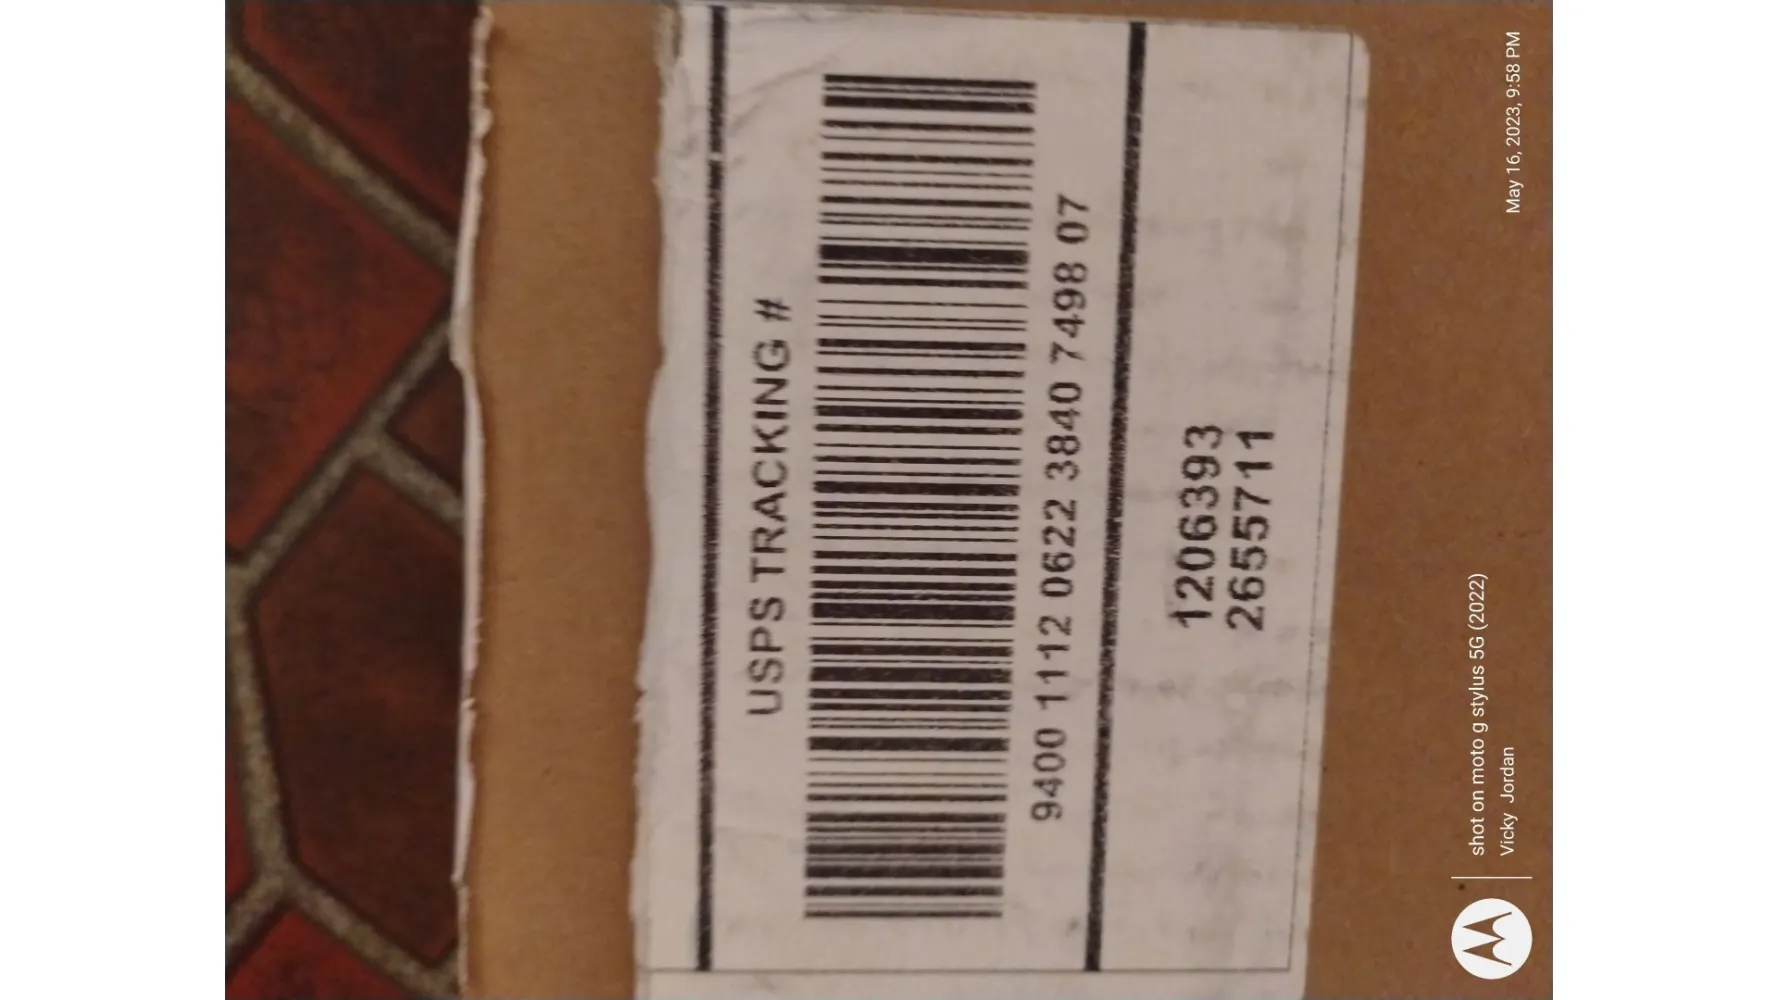 USPS TRACKING #
9400 1112 0622 3840 7498 07
1206393
2655711
shot on moto g stylus 5G (2022)
Vicky Jordan
May 16, 2023, 9:58 PM